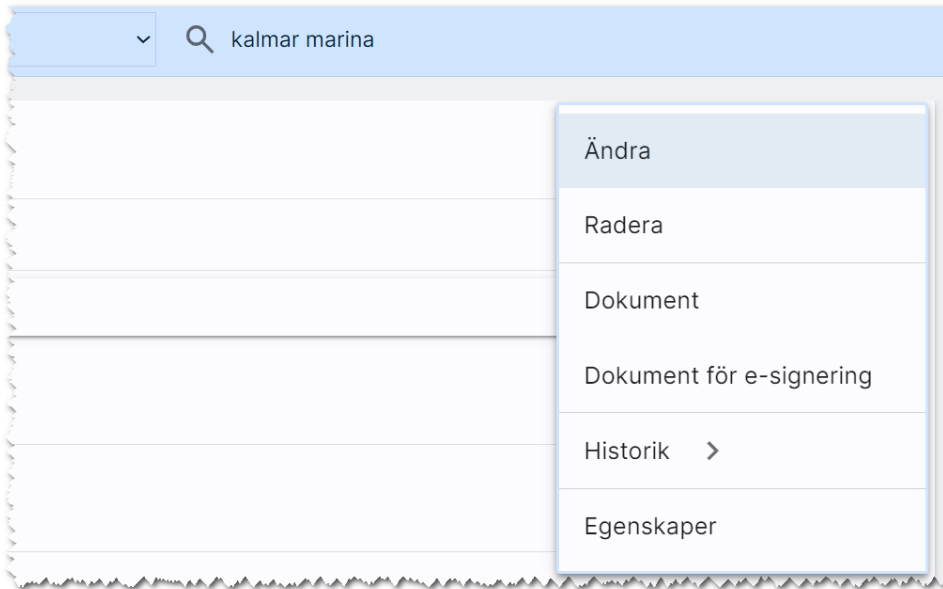 kalmar marina
Ändra
Radera
Dokument
Dokument för e-signering
Historik
Egenskaper